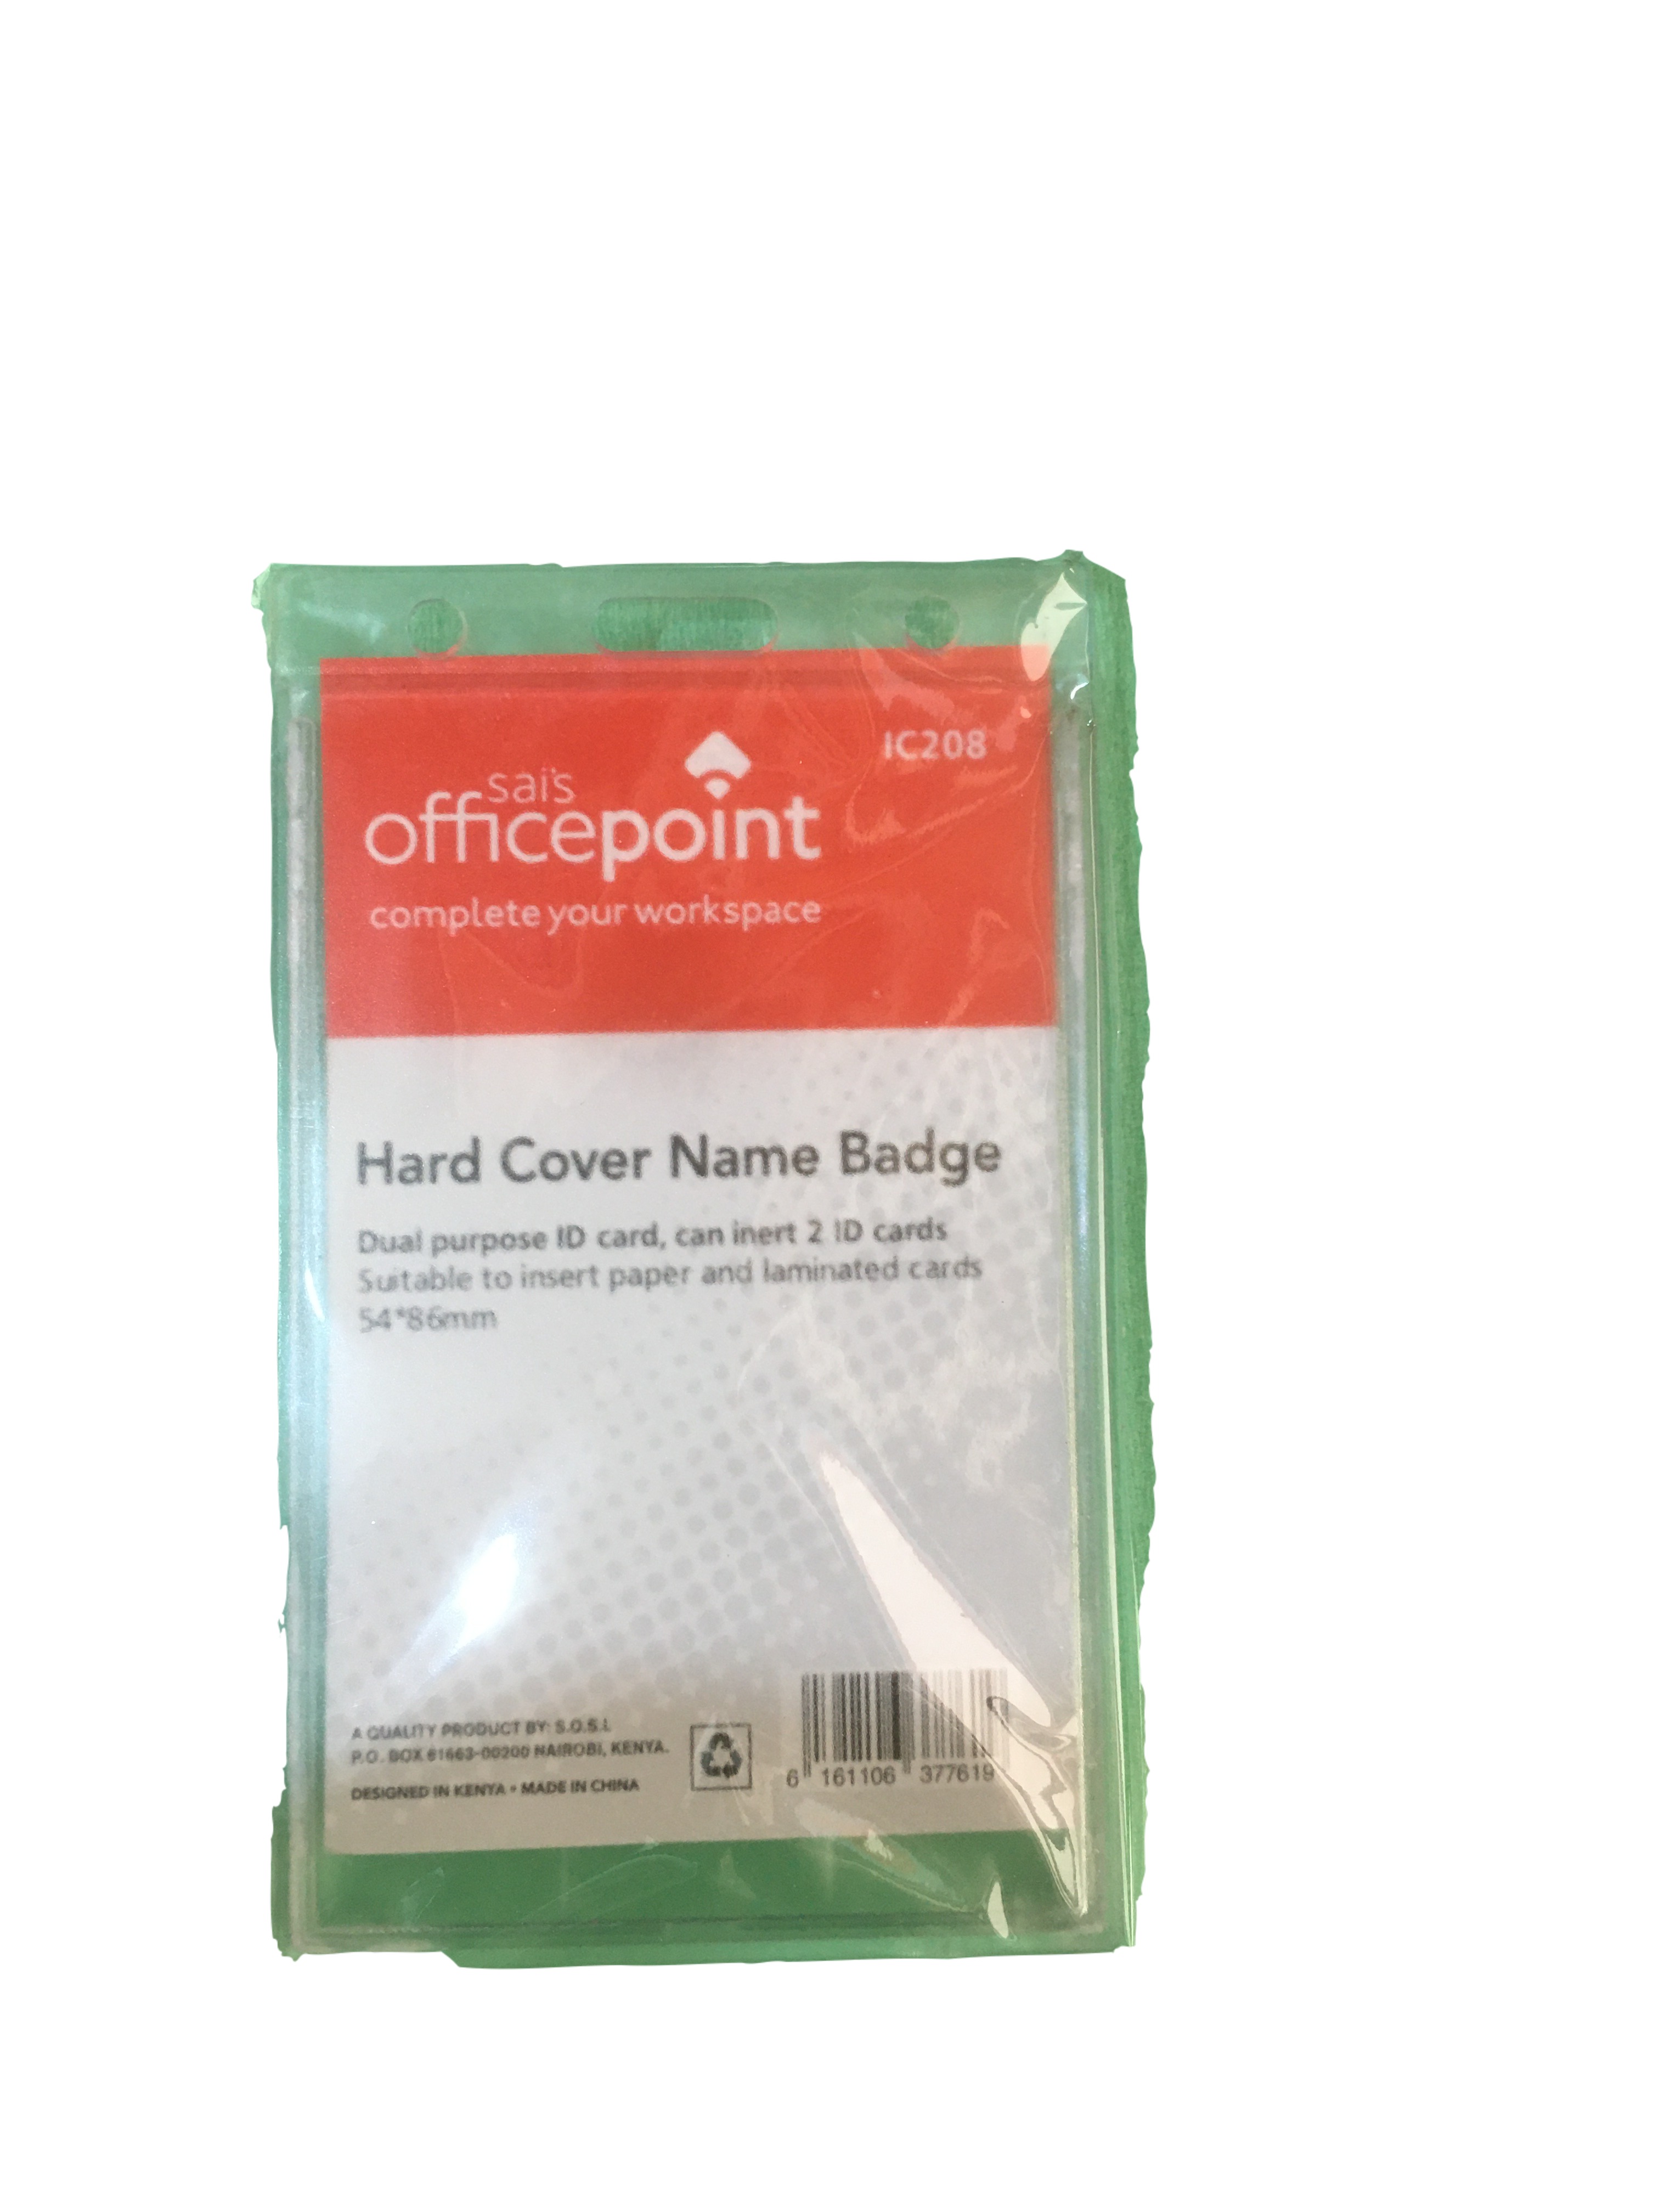 IC208
sai's
officepoint
complete your workspace
Hard Cover Name Badge
Dual purpose ID card, can inert 2 ID cards
Suitable to insert paper and laminated cards
54*86mm
A QUALITY PRODUCT BY: S.O.S.L
P.O. BOX 61663-00200 NAIROBI, KENYA.
DESIGNED IN KENYA • MADE IN CHINA
6 161106 377619